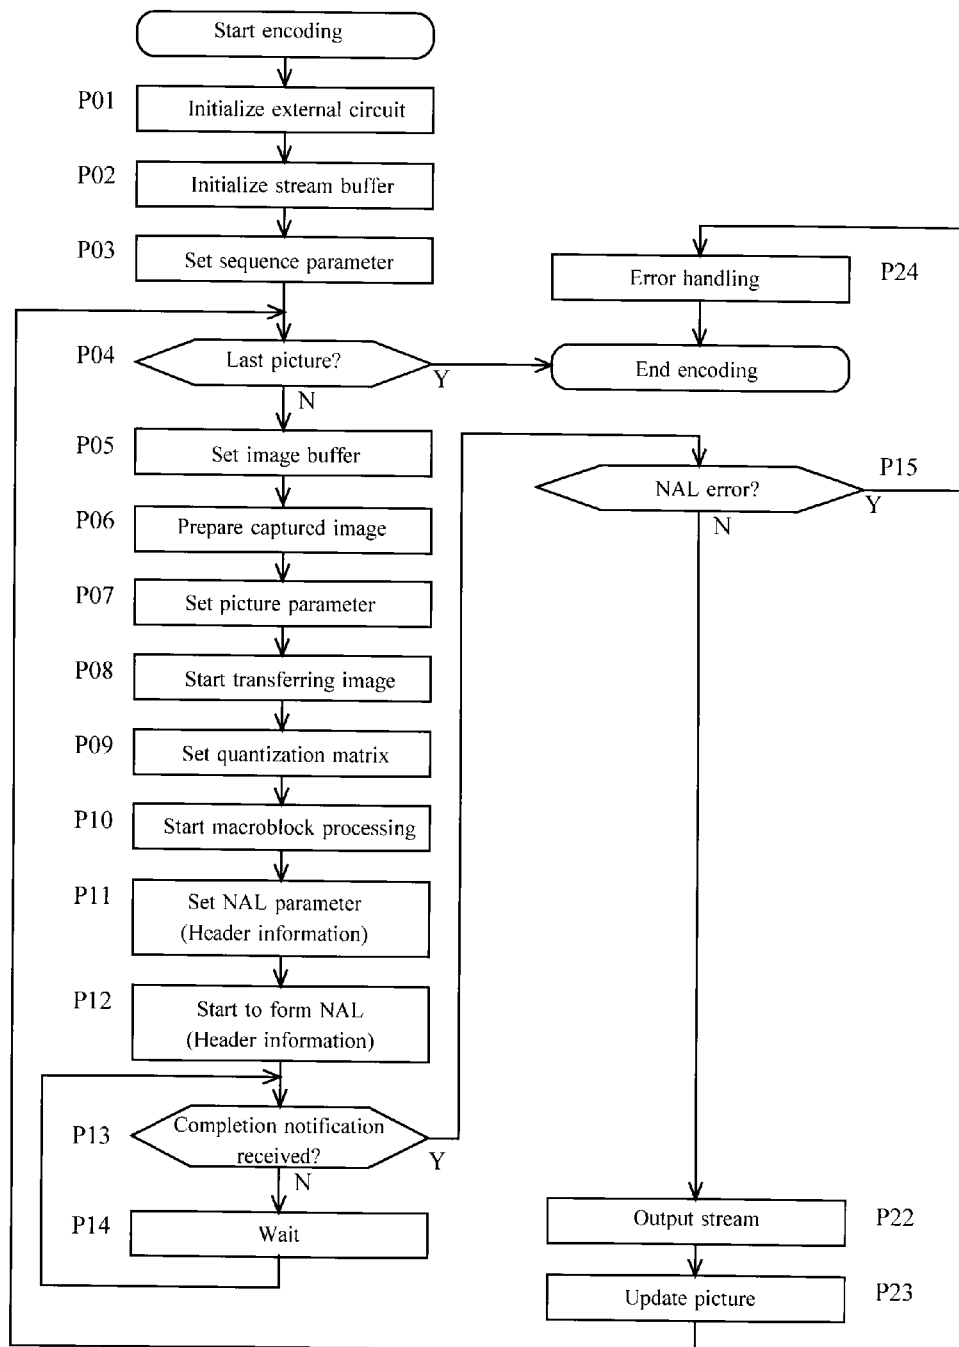 Start encoding
P01
Initialize external circuit
P02
Initialize stream buffer
P03
Set sequence parameter
P04
Last picture?
Y
N
P05
Set image buffer
P06
Prepare captured image
P07
Set picture parameter
P08
Start transferring image
P09
Set quantization matrix
P10
Start macroblock processing
P11
Set NAL parameter
(Header information)
P12
Start to form NAL
(Header information)
P13
Completion notification
received?
Y
N
P14
Wait
Error handling
P24
End encoding
P15
NAL error?
Y
N
Output stream
P22
Update picture
P23